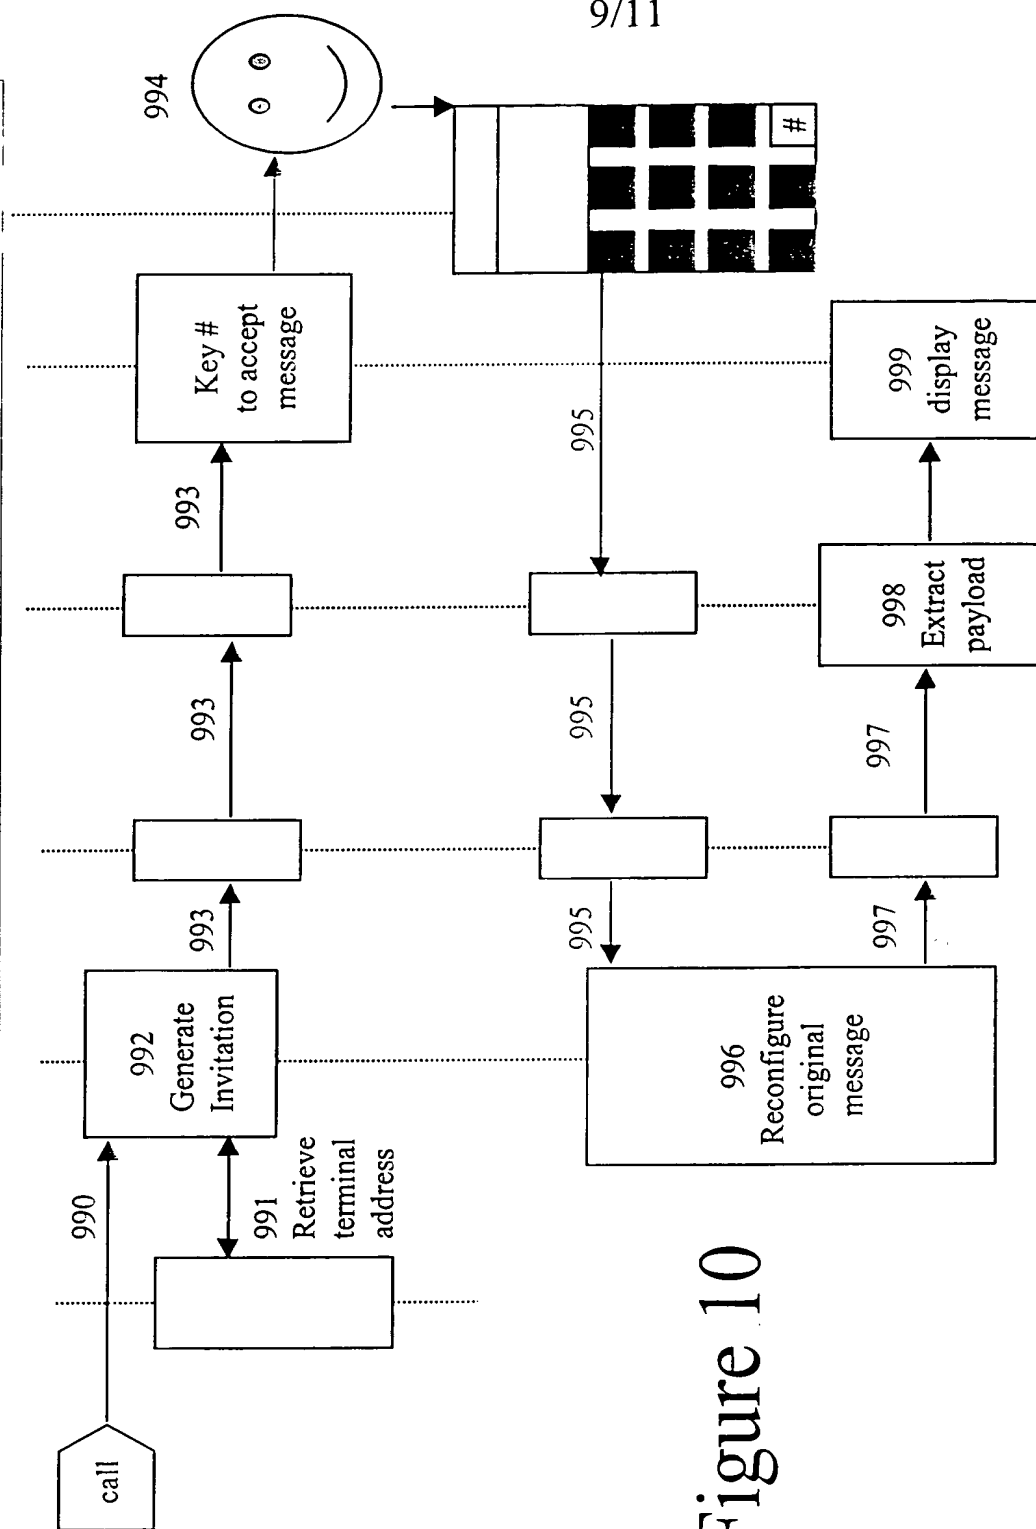 9/11
call
990
991
Retrieve
terminal
address
992
Generate
Invitation
993
993
993
Key #
to accept
message
994
#
995
995
995
996
Reconfigure
original
message
997
997
998
Extract
payload
999
display
message
Figure 10